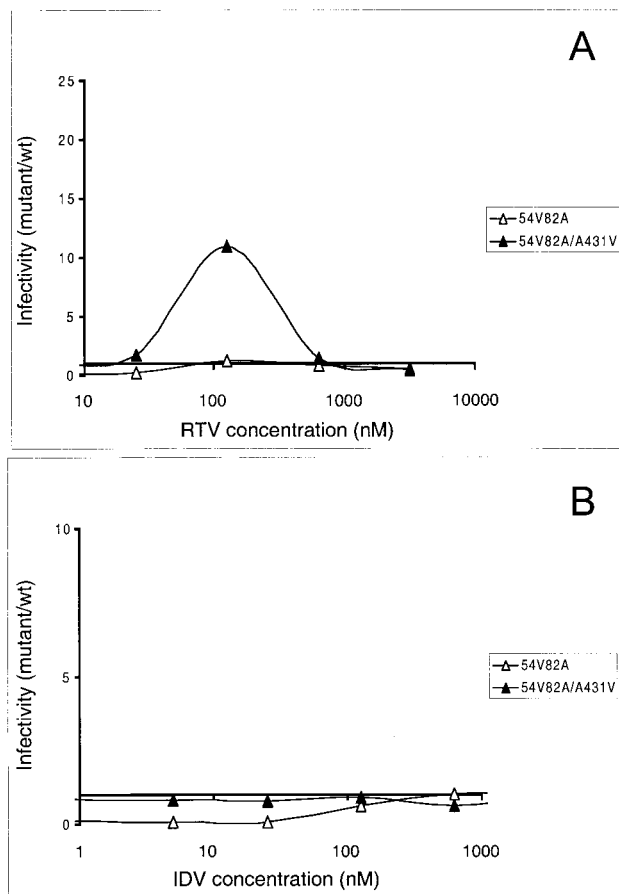 A
25
20
15
10
5
0
Infectivity (mutant/wt)
54V82A
54V82A/A431V
10 100 1000 10000
RTV concentration (nM)
B
10
5
0
Infectivity (mutant/wt)
54V82A
54V82A/A431V
1 10 100 1000
IDV concentration (nM)